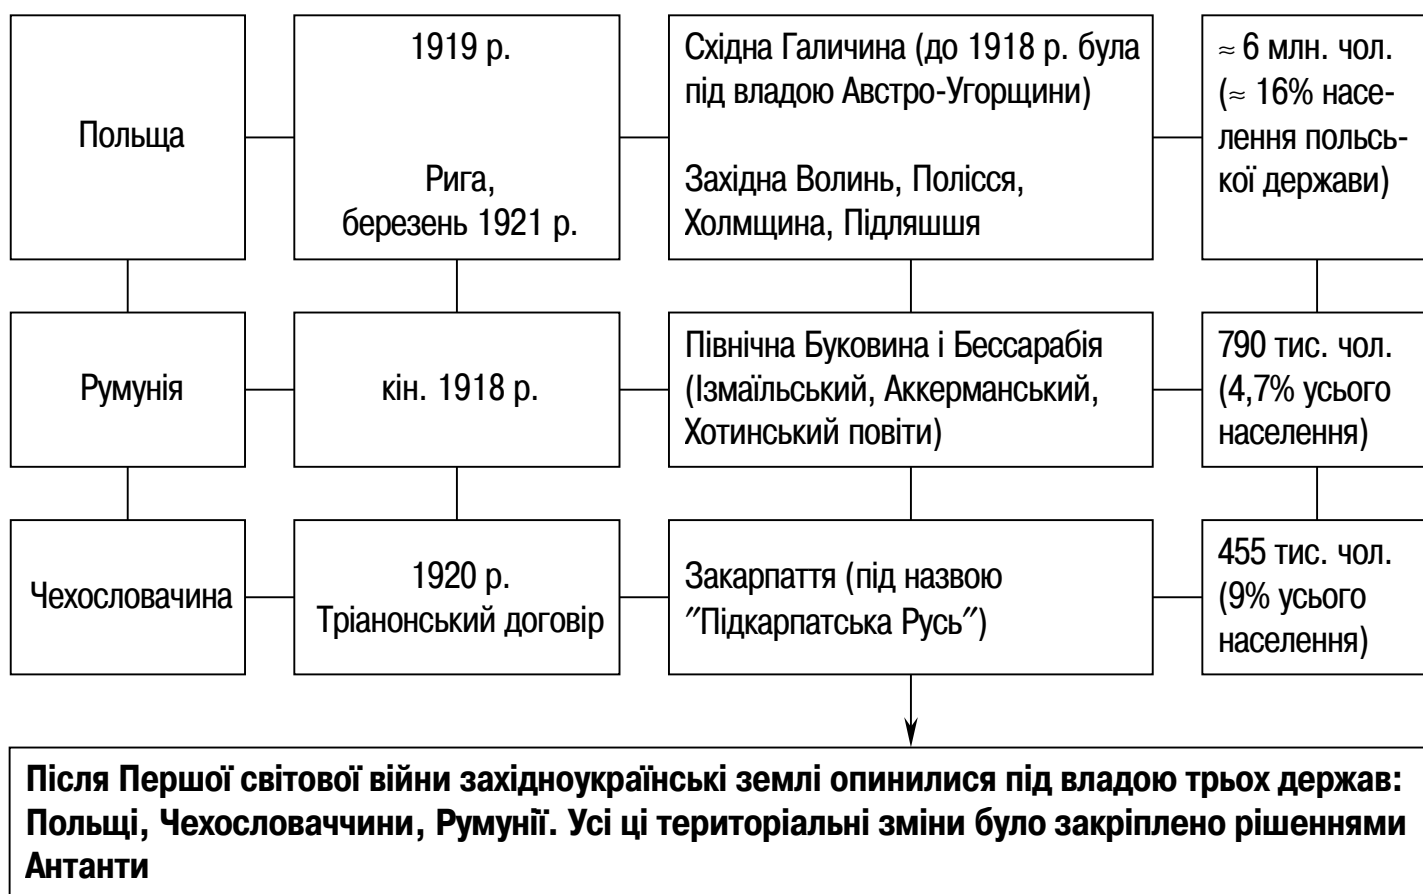 Польща
1919 р.
Рига,
березень 1921 р.
Східна Галичина (до 1918 р. була
під владою Австро-Угорщини)
Західна Волинь, Полісся,
Холмщина, Підляшшя
≈ 6 млн. чол.
(≈ 16% насе-
лення польсь-
кої держави)
Румунія
кін. 1918 р.
Північна Буковина і Бессарабія
(Ізмаїльський, Аккерманський,
Хотинський повіти)
790 тис. чол.
(4,7% усього
населення)
Чехословачина
1920 р.
Тріанонський договір
Закарпаття (під назвою
″Підкарпатська Русь″)
455 тис. чол.
(9% усього
населення)
Після Першої світової війни західноукраїнські землі опинилися під владою трьох держав:
Польщі, Чехословаччини, Румунії. Усі ці територіальні зміни було закріплено рішеннями
Антанти